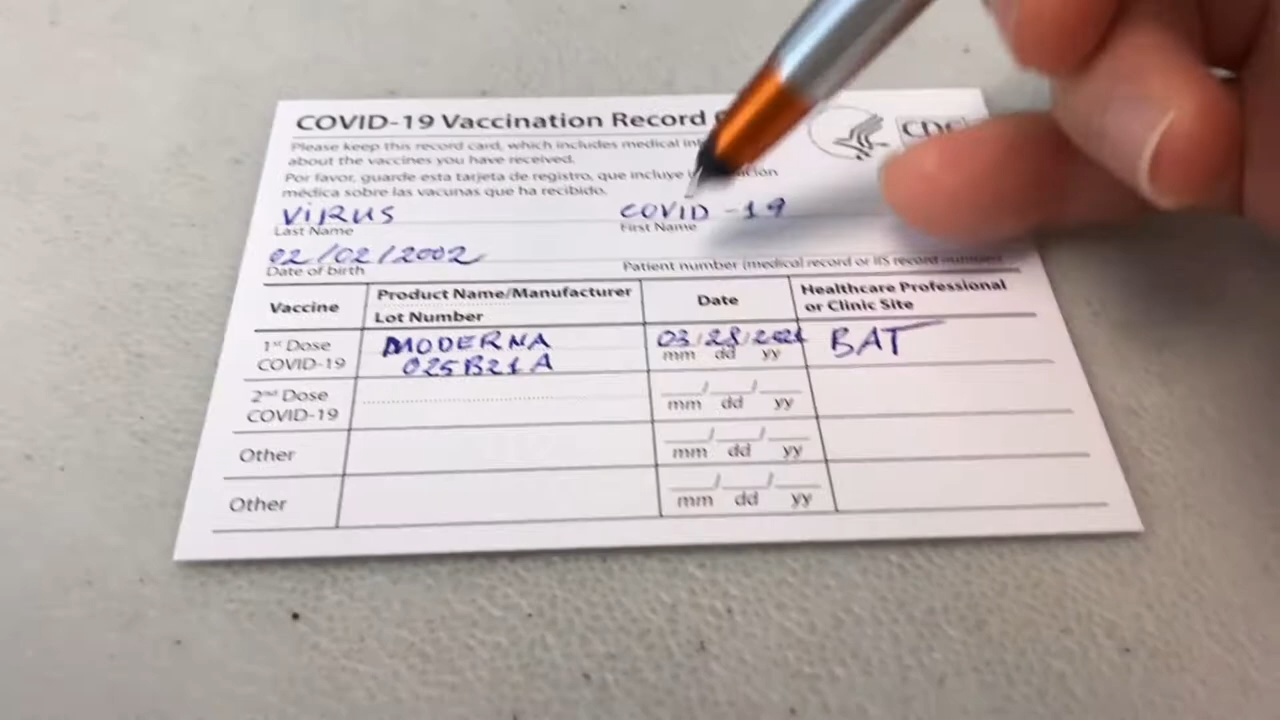 COVID-19 Vaccination Record
CDC
Please keep this record card, which includes medical
about the vaccines you have received.
Por favor, guarde esta tarjeta de registro, que incluye
médica sobre las vacunas que ha recibido.
VIRUS COVID-19
Last Name First Name
02/02/2002
Date of birth Patient number (medical record or IIS record number
Vaccine Product Name/Manufacturer Date Healthcare Professional
Lot Number or Clinic Site
1st Dose MODERNA 03/28/2021 BAT
COVID-19 025B21A mm dd yy
2nd Dose
COVID-19 mm dd yy
Other mm dd yy
Other mm dd yy